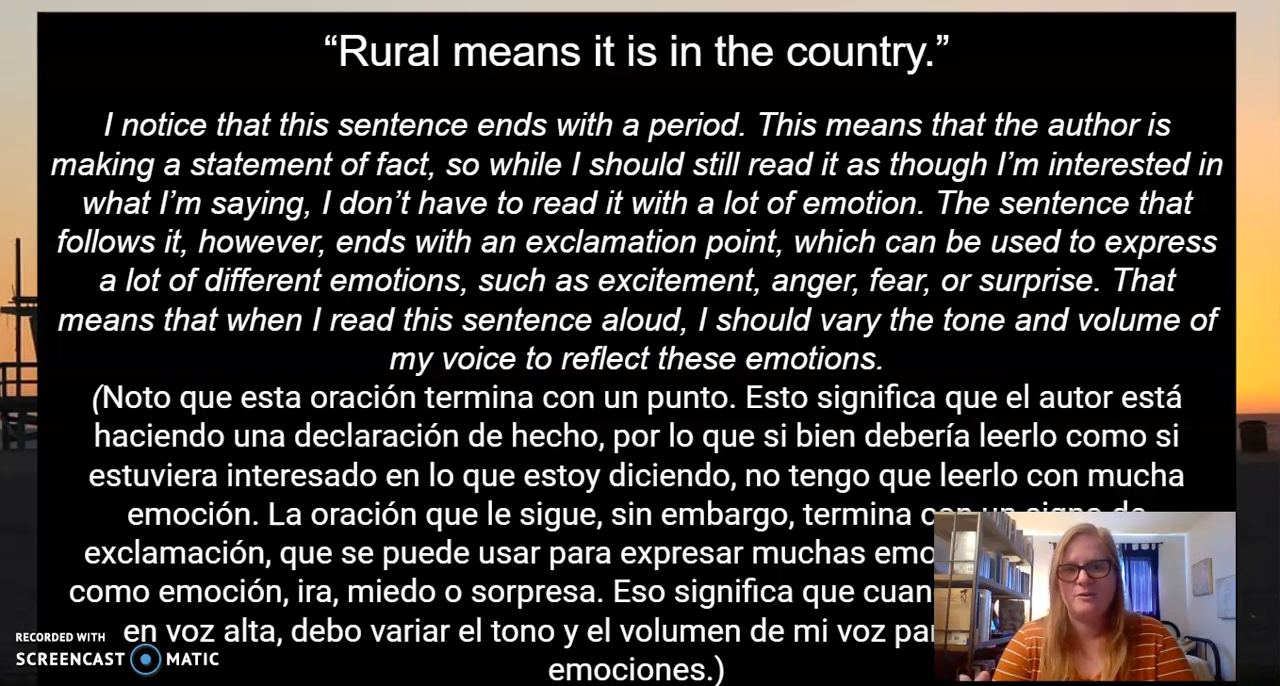 “Rural means it is in the country.”
I notice that this sentence ends with a period. This means that the author is
making a statement of fact, so while I should still read it as though I’m interested in
what I’m saying, I don’t have to read it with a lot of emotion. The sentence that
follows it, however, ends with an exclamation point, which can be used to express
a lot of different emotions, such as excitement, anger, fear, or surprise. That
means that when I read this sentence aloud, I should vary the tone and volume of
my voice to reflect these emotions.
(Noto que esta oración termina con un punto. Esto significa que el autor está
haciendo una declaración de hecho, por lo que si bien debería leerlo como si
estuviera interesado en lo que estoy diciendo, no tengo que leerlo con mucha
emoción. La oración que le sigue, sin embargo, termina con un signo de
exclamación, que se puede usar para expresar muchas
como emoción, ira, miedo o sorpresa. Eso significa que
en voz alta, debo variar el tono y el volumen de mi voz
emociones.)
RECORDED WITH
SCREENCAST MATIC